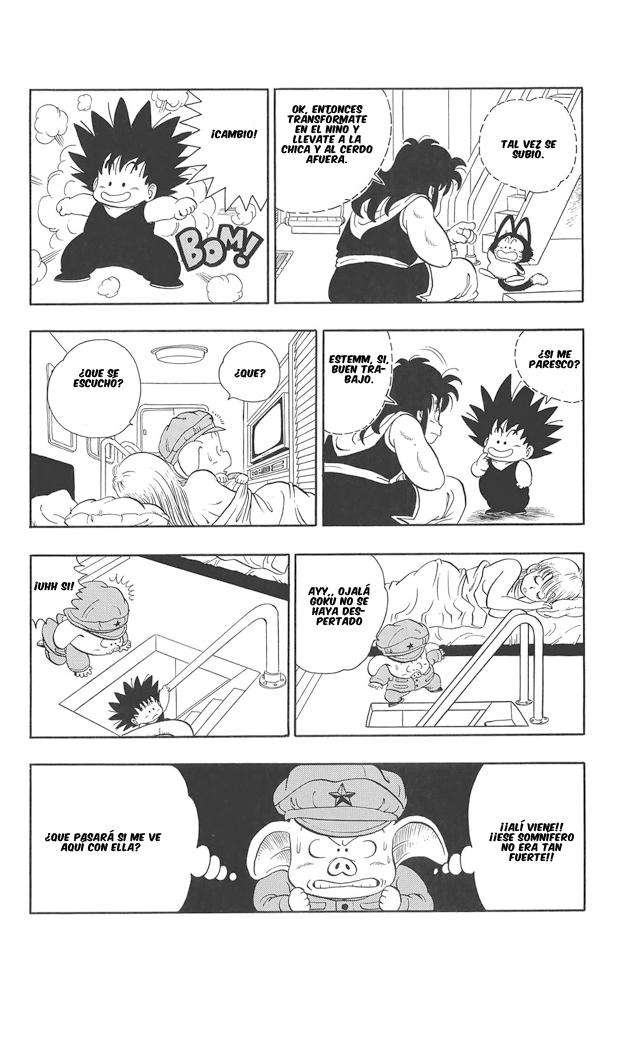 TAL VEZ SE
SUBIO.
OK, ENTONCES
TRANSFORMATE
EN EL NIÑO Y
LLEVATE A LA
CHICA Y AL CERDO
AFUERA.
¡CAMBIO!
BOM!
¿SI ME
PARESCO?
ESTEMM, SI,
BUEN TRA-
BAJO.
¿QUE?
¿QUE SE
ESCUCHO?
AYY,, OJALÁ
GOKU NO SE
HAYA DES-
PERTADO
¡UHH SI!
¡¡ALÍ VIENE!!
¡¡ESE SOMNIFERO
NO ERA TAN
FUERTE!!
¿QUE PASARÁ SI ME VE
AQUI CON ELLA?